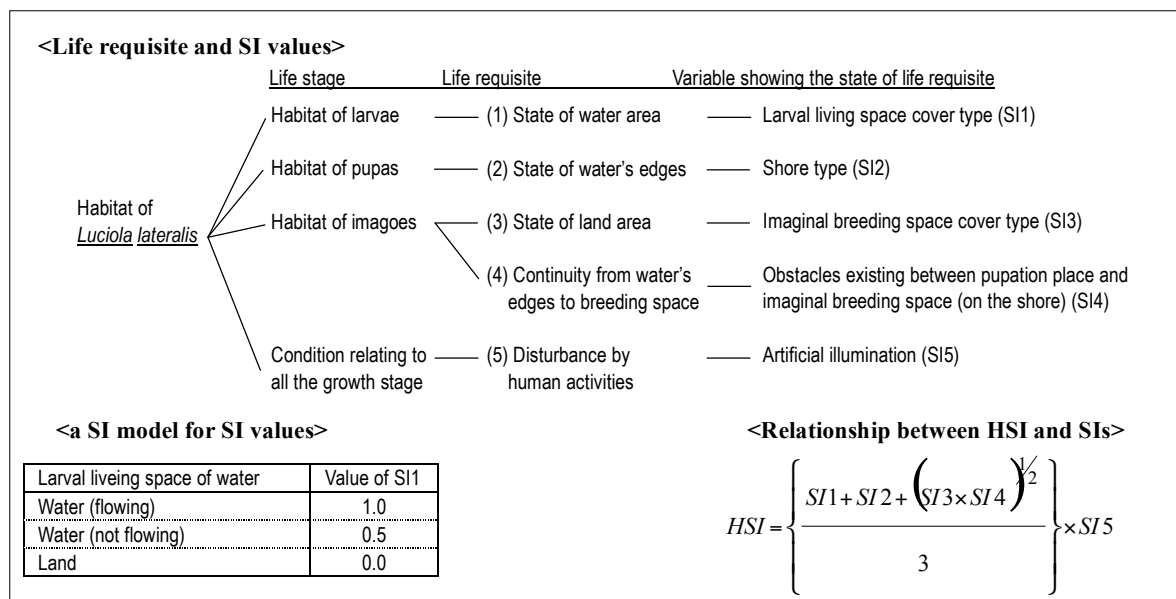 <Life requisite and SI values>
Life stage Life requisite Variable showing the state of life requisite
Habitat of larvae (1) State of water area Larval living space cover type (SI1)
Habitat of pupas (2) State of water's edges Shore type (SI2)
Habitat of
Luciola lateralis
Habitat of imagoes (3) State of land area Imaginal breeding space cover type (SI3)
(4) Continuity from water's
edges to breeding space
Obstacles existing between pupation place and
imaginal breeding space (on the shore) (SI4)
Condition relating to
all the growth stage
(5) Disturbance by
human activities
Artificial illumination (SI5)
<a SI model for SI values>
Larval liveing space of water Value of SI1
Water (flowing) 1.0
Water (not flowing) 0.5
Land 0.0
<Relationship between HSI and SIs>
HSI = { SI1 + SI2 + (SI3 × SI4)^1/2 / 3 } × SI5